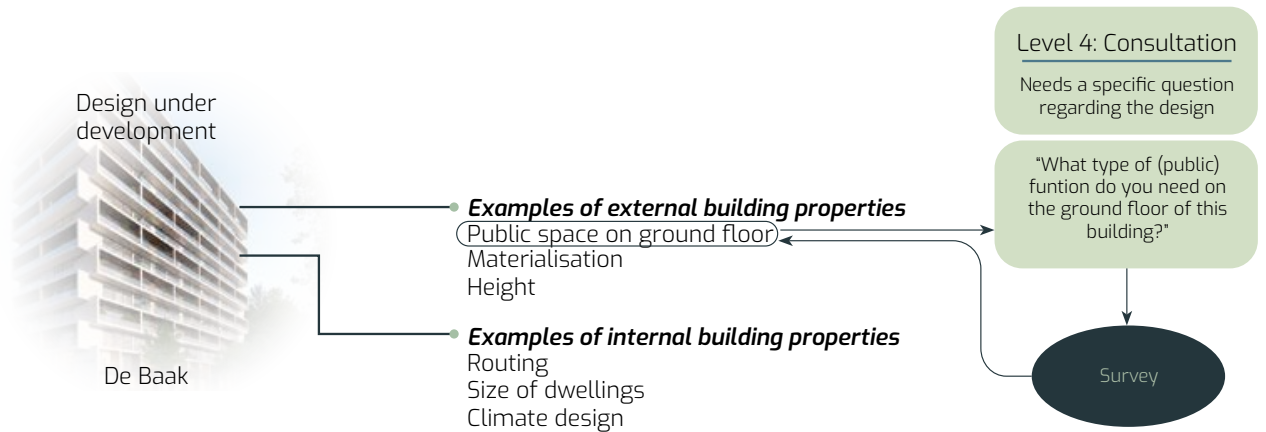 Design under
development
De Baak
Examples of external building properties
Public space on ground floor
Materialisation
Height
Examples of internal building properties
Routing
Size of dwellings
Climate design
Level 4: Consultation
Needs a specific question
regarding the design
“What type of (public)
funtion do you need on
the ground floor of this
building?”
Survey